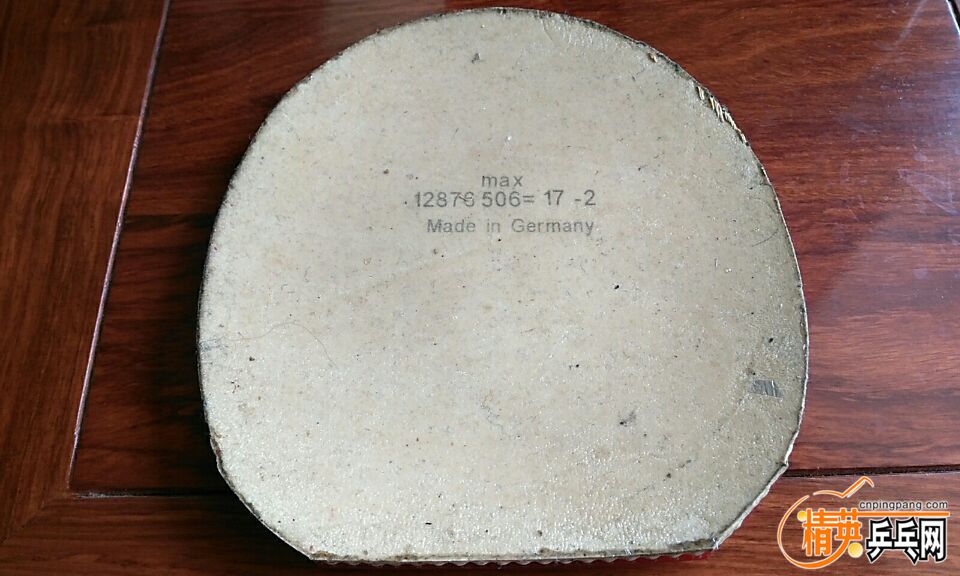 max
12876 506= 17 -2
Made in Germany
cnpingpang.com
精英乒乓网